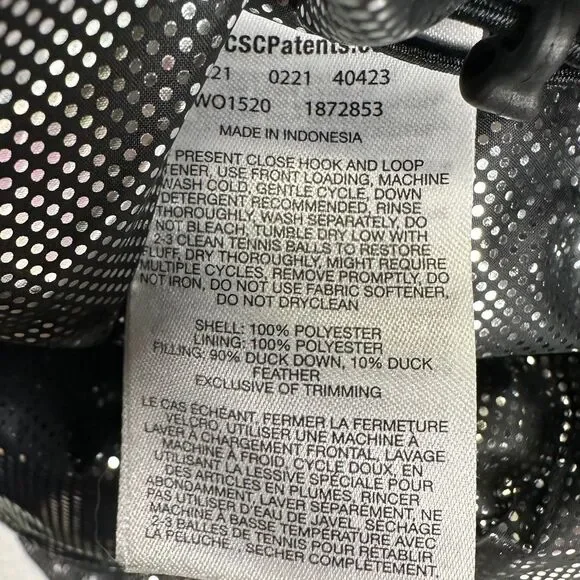 CSCPatents.c
21 0221 40423
WO1520 1872853
MADE IN INDONESIA
PRESENT CLOSE HOOK AND LOOP
TENER, USE FRONT LOADING, MACHINE
WASH COLD, GENTLE CYCLE, DOWN
DETERGENT RECOMMENDED, RINSE
THOROUGHLY, WASH SEPARATELY, DO
NOT BLEACH, TUMBLE DRY LOW WITH
2-3 CLEAN TENNIS BALLS TO RESTORE
FLUFF, DRY THOROUGHLY, MIGHT REQUIRE
MULTIPLE CYCLES, REMOVE PROMPTLY, DO
NOT IRON, DO NOT USE FABRIC SOFTENER,
DO NOT DRYCLEAN
SHELL: 100% POLYESTER
LINING: 100% POLYESTER
FILLING: 90% DUCK DOWN, 10% DUCK
FEATHER
EXCLUSIVE OF TRIMMING
LE CAS ÉCHÉANT, FERMER LA FERMETURE
VELCRO, UTILISER UNE MACHINE À
LAVER À CHARGEMENT FRONTAL, LAVAGE
MACHINE À FROID, CYCLE DOUX, EN
UTILISANT LA LESSIVE SPÉCIALE POUR
DES ARTICLES EN PLUMES, RINCER
ABONDAMMENT, LAVER SÉPAREMENT, NE
PAS UTILISER D'EAU DE JAVEL, SÉCHAGE
MACHINE À BASSE TEMPÉRATURE AVEC
2-3 BALLES DE TENNIS POUR RÉTABLIR
LA PELUCHE, SÉCHER COMPLÈTEMENT,